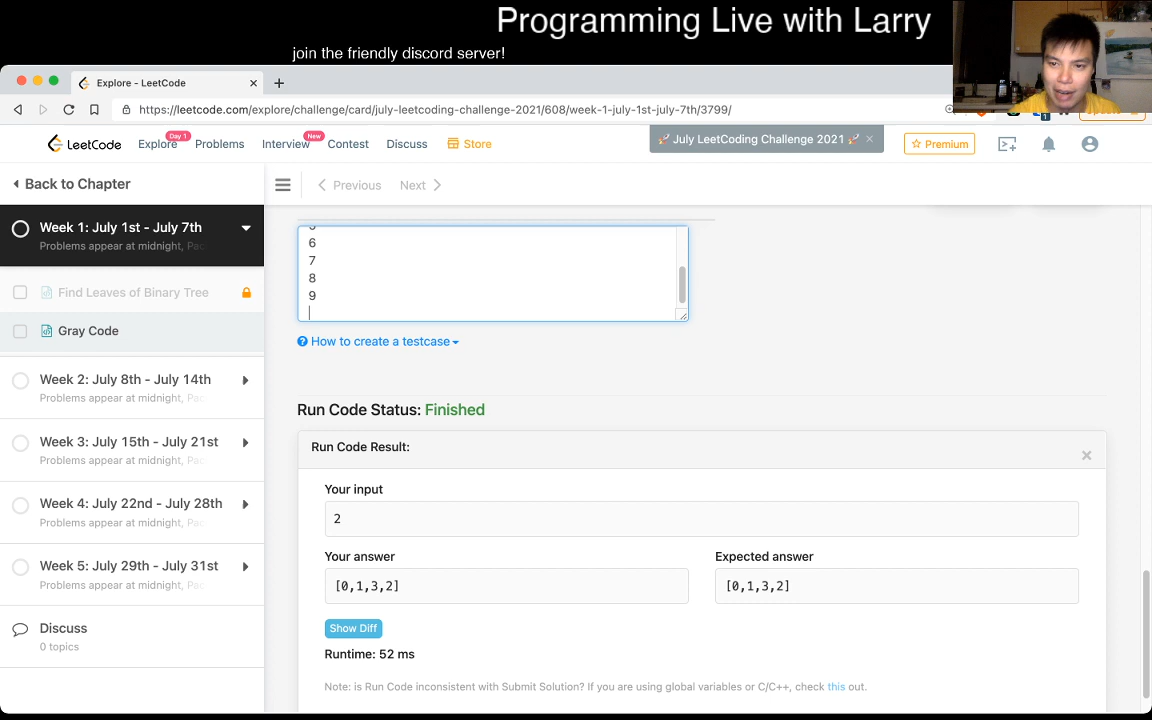 Programming Live with Larry
join the friendly discord server!
Explore - LeetCode
https://leetcode.com/explore/challenge/card/july-leetcoding-challenge-2021/608/week-1-july-1st-july-7th/3799/
LeetCode
Explore
Day 1
Problems
Interview
New
Contest
Discuss
Store
🚀 July LeetCoding Challenge 2021 🚀 ×
Premium
Back to Chapter
Previous
Next
Week 1: July 1st - July 7th
Problems appear at midnight, Pac
Find Leaves of Binary Tree
Gray Code
Week 2: July 8th - July 14th
Problems appear at midnight, Pac
Week 3: July 15th - July 21st
Problems appear at midnight, Pac
Week 4: July 22nd - July 28th
Problems appear at midnight, Pac
Week 5: July 29th - July 31st
Problems appear at midnight, Pac
Discuss
0 topics
6
7
8
9
How to create a testcase
Run Code Status: Finished
Run Code Result:
Your input
2
Your answer
Expected answer
[0,1,3,2]
[0,1,3,2]
Show Diff
Runtime: 52 ms
Note: is Run Code inconsistent with Submit Solution? If you are using global variables or C/C++, check this out.